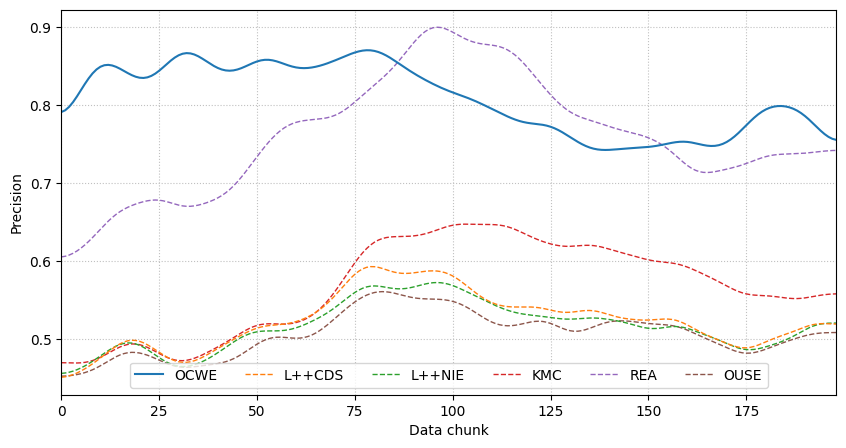 0.9
0.8
0.7
0.6
0.5
Precision
OCWE L++CDS L++NIE KMC REA OUSE
0 25 50 75 100 125 150 175
Data chunk